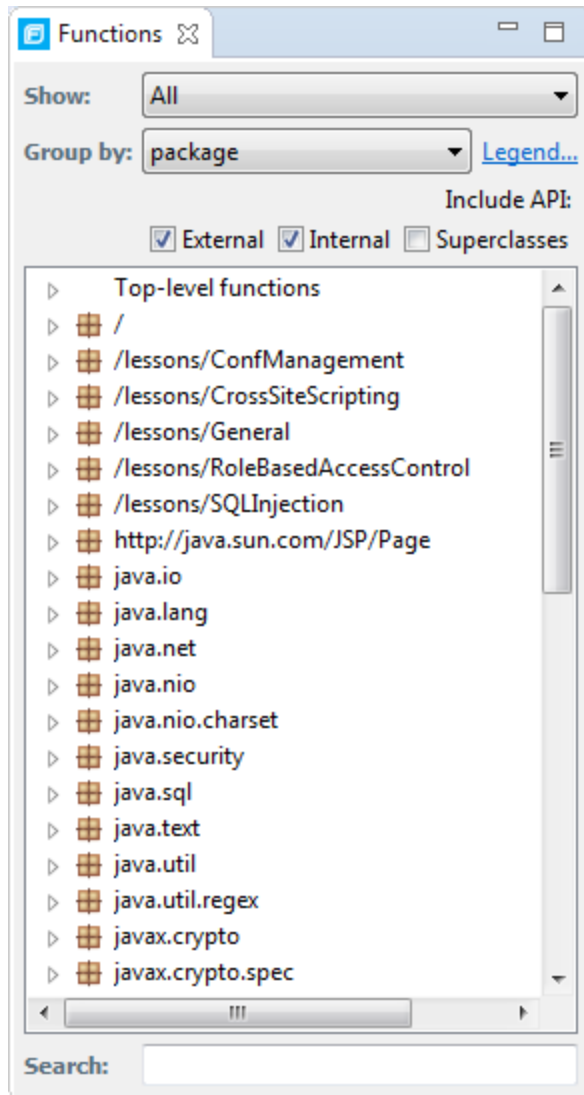 Functions
Show: All
Group by: package Legend...
Include API:
External Internal Superclasses
Top-level functions
/
/lessons/ConfManagement
/lessons/CrossSiteScripting
/lessons/General
/lessons/RoleBasedAccessControl
/lessons/SQLInjection
http://java.sun.com/JSP/Page
java.io
java.lang
java.net
java.nio
java.nio.charset
java.security
java.sql
java.text
java.util
java.util.regex
javax.crypto
javax.crypto.spec
Search: